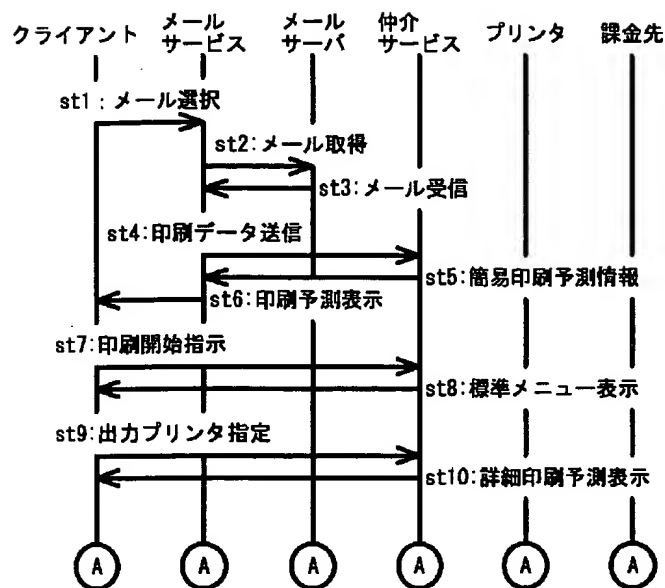 クライアント
メール
サービス
メール
サーバ
仲介
サービス
プリンタ
課金先
st1：メール選択
st2:メール取得
st3:メール受信
st4:印刷データ送信
st5:簡易印刷予測情報
st6:印刷予測表示
st7:印刷開始指示
st8:標準メニュー表示
st9:出力プリンタ指定
st10:詳細印刷予測表示
A
A
A
A
A
A